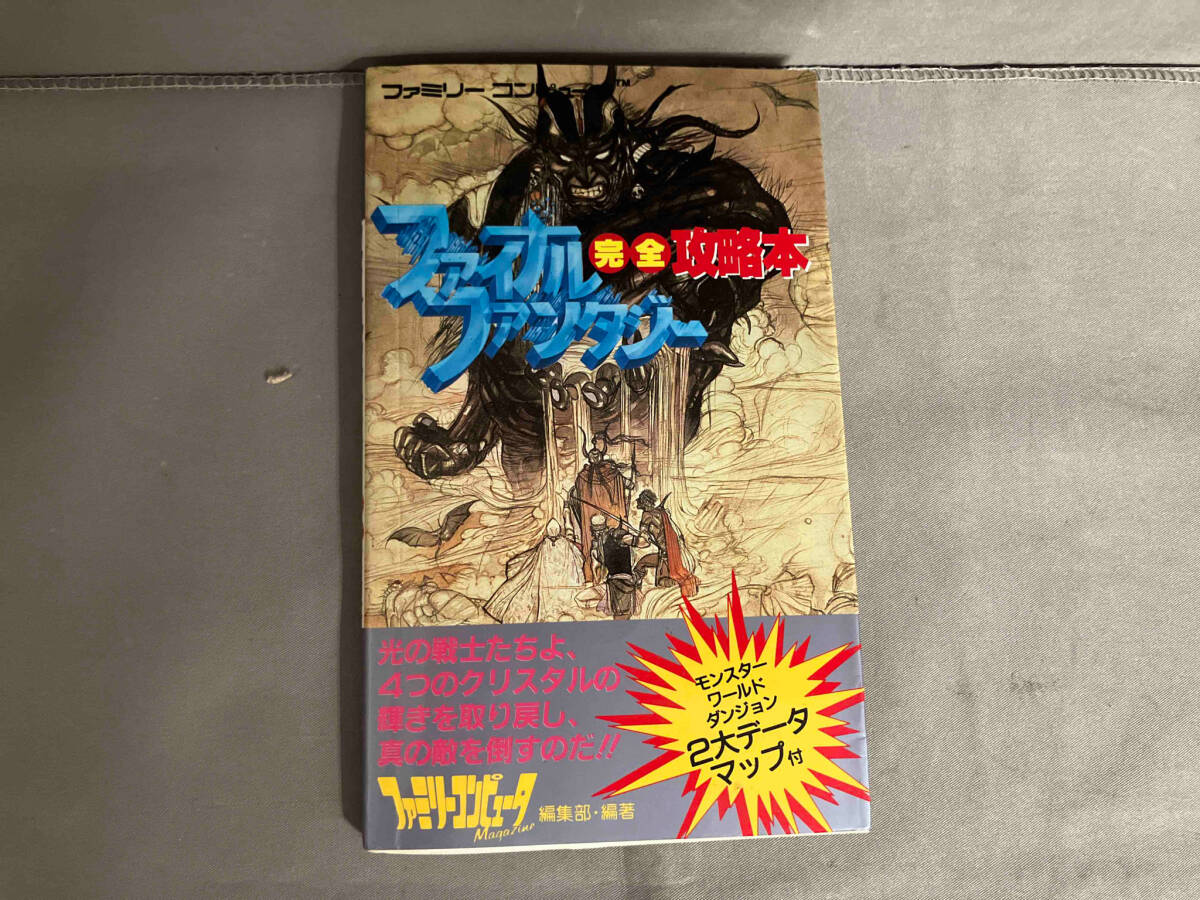 ファミリー コンピュータ™
ファイナル
ファンタジー
完全攻略本
光の戦士たちよ、
4つのクリスタルの
輝きを取り戻し、
真の敵を倒すのだ!!
モンスター
ワールド
ダンジョン
2大データ
マップ付
ファミリーコンピュータ
Magazine
編集部・編著